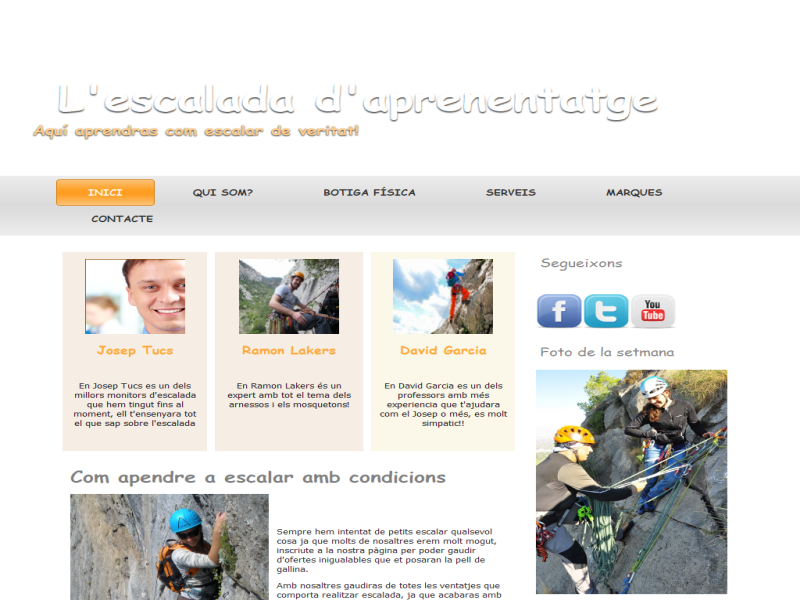 L'escalada d'aprenentatge
Aquí aprendras com escalar de veritat!
INICI
QUI SOM?
BOTIGA FÍSICA
SERVEIS
MARQUES
CONTACTE
Josep Tucs
En Josep Tucs es un dels
millors monitors d'escalada
que hem tingut fins al
moment, ell t'ensenyara tot
el que sap sobre l'escalada
Ramon Lakers
En Ramon Lakers és un
expert amb tot el tema dels
arnessos i els mosquetons!
David Garcia
En David Garcia es un dels
professors amb més
experiencia que t'ajudara
com el Josep o més, es molt
simpatic!!
Segueixons
f
t
You
Tube
Foto de la setmana
Com apendre a escalar amb condicions
Sempre hem intentat de petits escalar qualsevol
cosa ja que molts de nosaltres erem molt mogut,
inscriute a la nostra pàgina per poder gaudir
d'ofertes inigualables que et posaran la pell de
gallina.
Amb nosaltres gaudiras de totes les ventatjes que
comporta realitzar escalada, ja que acabaras amb